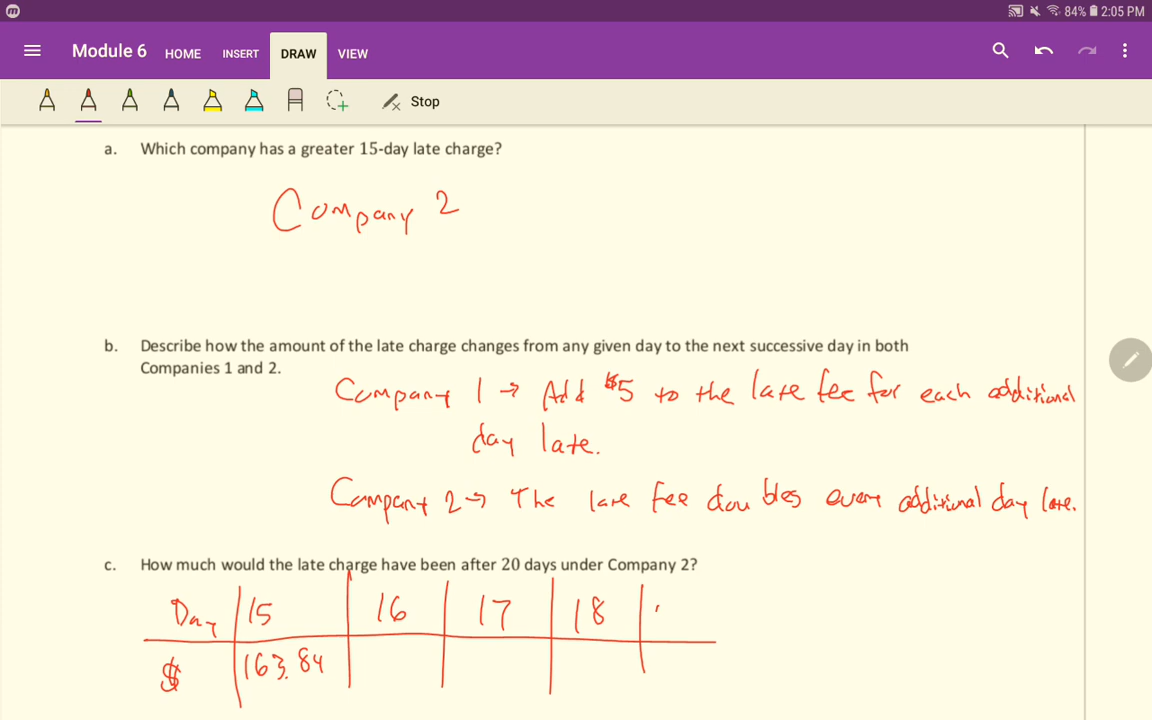 84% 2:05 PM
Module 6 HOME INSERT DRAW VIEW
Stop
a. Which company has a greater 15-day late charge?
Company 2
b. Describe how the amount of the late charge changes from any given day to the next successive day in both
Companies 1 and 2.
Company 1 → Add $5 to the late fee for each additional
day late.
Company 2 → The late fee doubles every additional day late.
c. How much would the late charge have been after 20 days under Company 2?
Day 15 16 17 18
$ 163.84